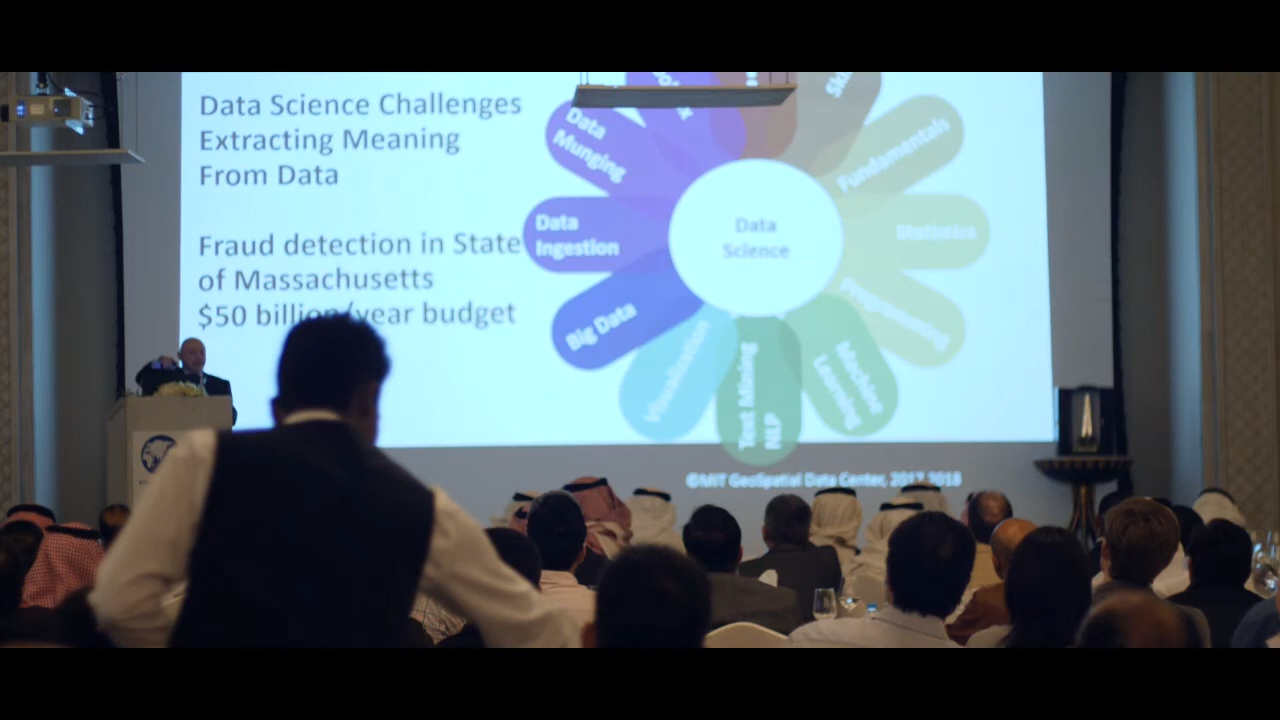 Data Science Challenges
Extracting Meaning
From Data
Fraud detection in State
of Massachusetts
$50 billion/year budget
Data
Munging
Data
Ingestion
Big Data
Visualization
Text Mining
NLP
Machine
Learning
Programming
Statistics
Fundamentals
Data
Science
©MIT GeoSpatial Data Center, 2017,2018